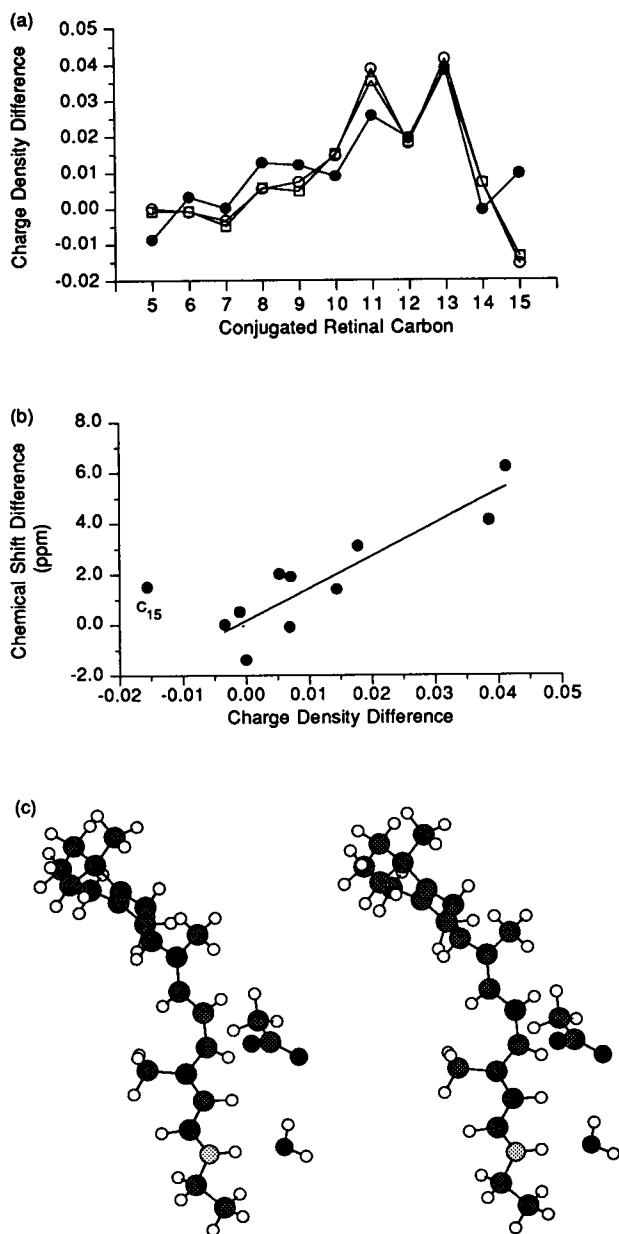 (a)
Charge Density Difference
0.05
0.04
0.03
0.02
0.01
0.00
-0.01
-0.02
5 6 7 8 9 10 11 12 13 14 15
Conjugated Retinal Carbon
(b)
Chemical Shift Difference
(ppm)
8.0
6.0
4.0
2.0
0.0
-2.0
C15
-0.02 -0.01 0.00 0.01 0.02 0.03 0.04 0.05
Charge Density Difference
(c)